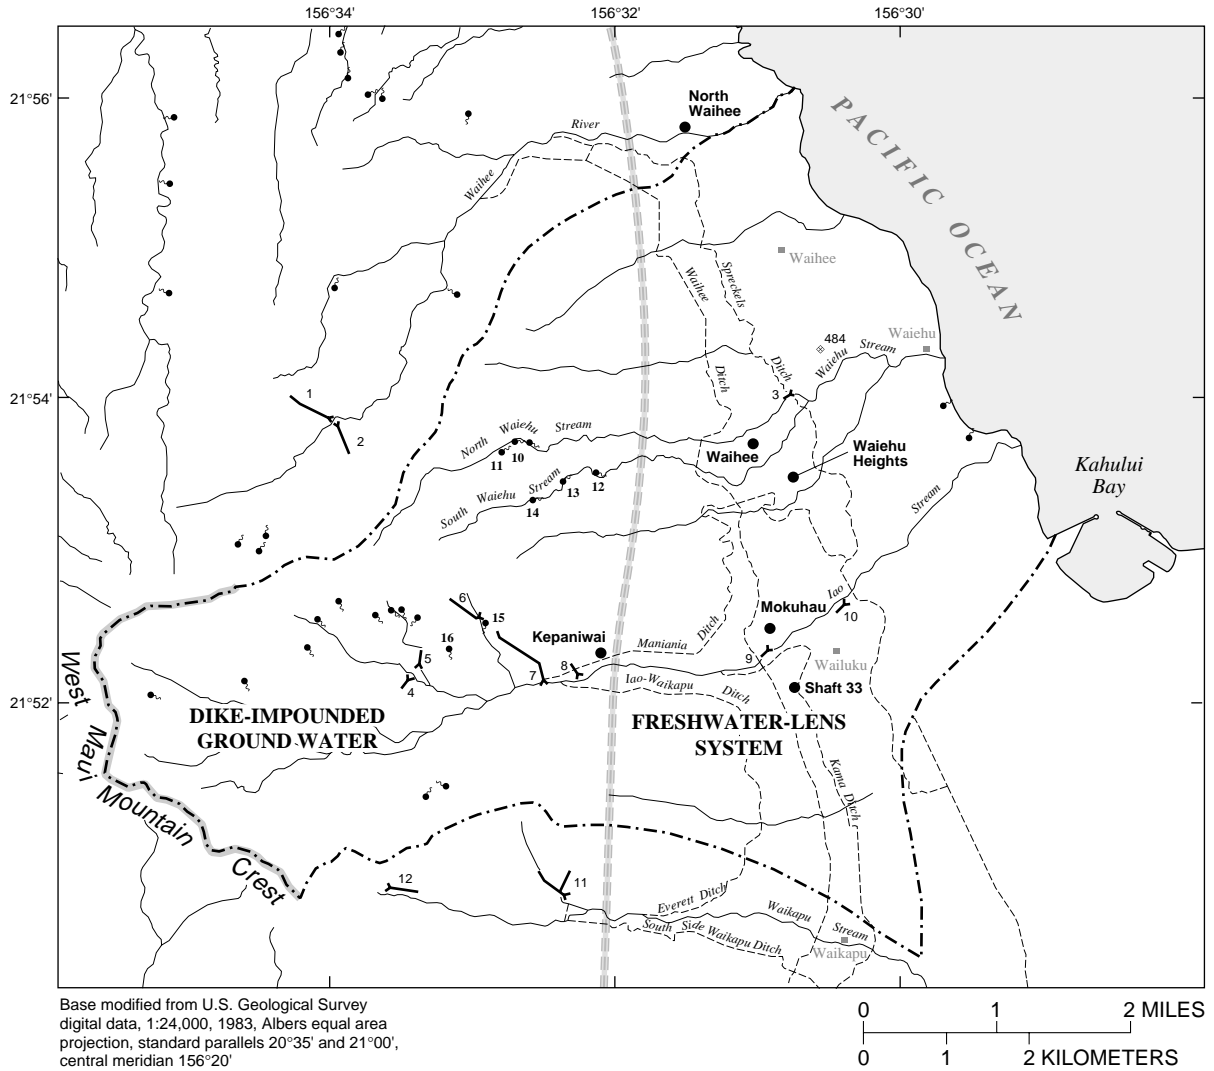 156°34'
156°32'
156°30'
21°56'
21°54'
21°52'
North
Waihee
PACIFIC OCEAN
River
Waihee
Waihee
Spreckels
Waihee
484
Waiehu
Waiehu
Stream
Ditch
Ditch
3
1
2
North
Waiehu
Stream
11
10
Waihee
Waiehu
Heights
Kahului
Bay
South
Waiehu
Stream
13
12
14
Stream
6
15
16
5
4
Kepaniwai
7
8
Maniania
Ditch
Mokuhau
Iao
10
9
Wailuku
Iao-Waikapu
Ditch
Shaft 33
DIKE-IMPOUNDED
GROUND WATER
FRESHWATER-LENS
SYSTEM
West
Maui
Mountain
Crest
Kama Ditch
12
11
Everett Ditch
Waikapu
Stream
South Side Waikapu Ditch
Waikapu
Base modified from U.S. Geological Survey
digital data, 1:24,000, 1983, Albers equal area
projection, standard parallels 20°35' and 21°00',
central meridian 156°20'
0 1 2 MILES
0 1 2 KILOMETERS